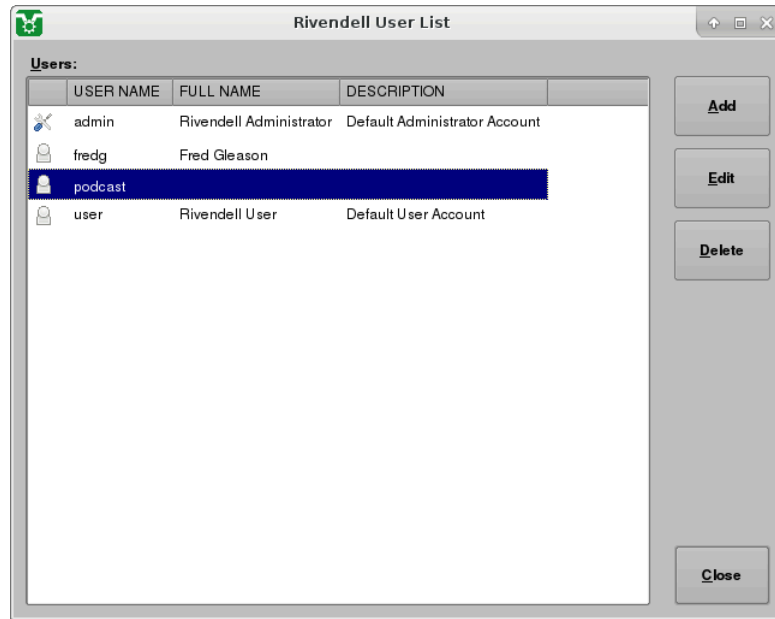 Rivendell User List
Users:
USER NAME FULL NAME DESCRIPTION
admin Rivendell Administrator Default Administrator Account
fredg Fred Gleason
podcast
user Rivendell User Default User Account
Add
Edit
Delete
Close